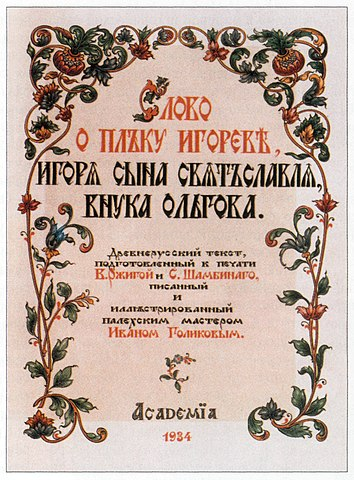 Слово
о плъку Игоревѣ,
Игоря сына Святъславля,
внука Ольгова.
Древнерусский текст,
подготовленный к печати
В. Ржигой и С. Шамбинаго,
писанный
и
иллюстрированный
палехским мастером
Иваном Голиковым.
Academïa
1934